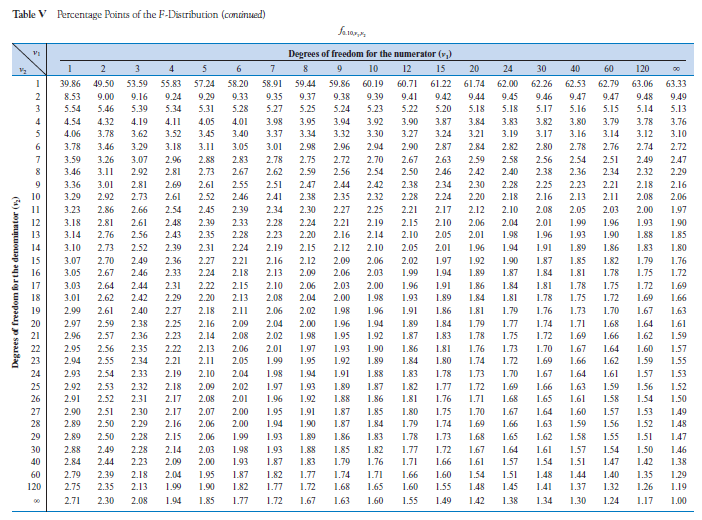 Table V Percentage Points of the F-Distribution (continued)
f0.10,ν1,ν2
ν1 Degrees of freedom for the numerator (ν1)
ν2 1 2 3 4 5 6 7 8 9 10 12 15 20 24 30 40 60 120 ∞
Degrees of freedom for the denominator (ν2)
1 39.86 49.50 53.59 55.83 57.24 58.20 58.91 59.44 59.86 60.19 60.71 61.22 61.74 62.00 62.26 62.53 62.79 63.06 63.33
2 8.53 9.00 9.16 9.24 9.29 9.33 9.35 9.37 9.38 9.39 9.41 9.42 9.44 9.45 9.46 9.47 9.47 9.48 9.49
3 5.54 5.46 5.39 5.34 5.31 5.28 5.27 5.25 5.24 5.23 5.22 5.20 5.18 5.18 5.17 5.16 5.15 5.14 5.13
4 4.54 4.32 4.19 4.11 4.05 4.01 3.98 3.95 3.94 3.92 3.90 3.87 3.84 3.83 3.82 3.80 3.79 3.78 3.76
5 4.06 3.78 3.62 3.52 3.45 3.40 3.37 3.34 3.32 3.30 3.27 3.24 3.21 3.19 3.17 3.16 3.14 3.12 3.10
6 3.78 3.46 3.29 3.18 3.11 3.05 3.01 2.98 2.96 2.94 2.90 2.87 2.84 2.82 2.80 2.78 2.76 2.74 2.72
7 3.59 3.26 3.07 2.96 2.88 2.83 2.78 2.75 2.72 2.70 2.67 2.63 2.59 2.58 2.56 2.54 2.51 2.49 2.47
8 3.46 3.11 2.92 2.81 2.73 2.67 2.62 2.59 2.56 2.54 2.50 2.46 2.42 2.40 2.38 2.36 2.34 2.32 2.29
9 3.36 3.01 2.81 2.69 2.61 2.55 2.51 2.47 2.44 2.42 2.38 2.34 2.30 2.28 2.25 2.23 2.21 2.18 2.16
10 3.29 2.92 2.73 2.61 2.52 2.46 2.41 2.38 2.35 2.32 2.28 2.24 2.20 2.18 2.16 2.13 2.11 2.08 2.06
11 3.23 2.86 2.66 2.54 2.45 2.39 2.34 2.30 2.27 2.25 2.21 2.17 2.12 2.10 2.08 2.05 2.03 2.00 1.97
12 3.18 2.81 2.61 2.48 2.39 2.33 2.28 2.24 2.21 2.19 2.15 2.10 2.06 2.04 2.01 1.99 1.96 1.93 1.90
13 3.14 2.76 2.56 2.43 2.35 2.28 2.23 2.20 2.16 2.14 2.10 2.05 2.01 1.98 1.96 1.93 1.90 1.88 1.85
14 3.10 2.73 2.52 2.39 2.31 2.24 2.19 2.15 2.12 2.10 2.05 2.01 1.96 1.94 1.91 1.89 1.86 1.83 1.80
15 3.07 2.70 2.49 2.36 2.27 2.21 2.16 2.12 2.09 2.06 2.02 1.97 1.92 1.90 1.87 1.85 1.82 1.79 1.76
16 3.05 2.67 2.46 2.33 2.24 2.18 2.13 2.09 2.06 2.03 1.99 1.94 1.89 1.87 1.84 1.81 1.78 1.75 1.72
17 3.03 2.64 2.44 2.31 2.22 2.15 2.10 2.06 2.03 2.00 1.96 1.91 1.86 1.84 1.81 1.78 1.75 1.72 1.69
18 3.01 2.62 2.42 2.29 2.20 2.13 2.08 2.04 2.00 1.98 1.93 1.89 1.84 1.81 1.78 1.75 1.72 1.69 1.66
19 2.99 2.61 2.40 2.27 2.18 2.11 2.06 2.02 1.98 1.96 1.91 1.86 1.81 1.79 1.76 1.73 1.70 1.67 1.63
20 2.97 2.59 2.38 2.25 2.16 2.09 2.04 2.00 1.96 1.94 1.89 1.84 1.79 1.77 1.74 1.71 1.68 1.64 1.61
21 2.96 2.57 2.36 2.23 2.14 2.08 2.02 1.98 1.95 1.92 1.87 1.83 1.78 1.75 1.72 1.69 1.66 1.62 1.59
22 2.95 2.56 2.35 2.22 2.13 2.06 2.01 1.97 1.93 1.90 1.86 1.81 1.76 1.73 1.70 1.67 1.64 1.60 1.57
23 2.94 2.55 2.34 2.21 2.11 2.05 1.99 1.95 1.92 1.89 1.84 1.80 1.74 1.72 1.69 1.66 1.62 1.59 1.55
24 2.93 2.54 2.33 2.19 2.10 2.04 1.98 1.94 1.91 1.88 1.83 1.78 1.73 1.70 1.67 1.64 1.61 1.57 1.53
25 2.92 2.53 2.32 2.18 2.09 2.02 1.97 1.93 1.89 1.87 1.82 1.77 1.72 1.69 1.66 1.63 1.59 1.56 1.52
26 2.91 2.52 2.31 2.17 2.08 2.01 1.96 1.92 1.88 1.86 1.81 1.76 1.71 1.68 1.65 1.61 1.58 1.54 1.50
27 2.90 2.51 2.30 2.17 2.07 2.00 1.95 1.91 1.87 1.85 1.80 1.75 1.70 1.67 1.64 1.60 1.57 1.53 1.49
28 2.89 2.50 2.29 2.16 2.06 2.00 1.94 1.90 1.87 1.84 1.79 1.74 1.69 1.66 1.63 1.59 1.56 1.52 1.48
29 2.89 2.50 2.28 2.15 2.06 1.99 1.93 1.89 1.86 1.83 1.78 1.73 1.68 1.65 1.62 1.58 1.55 1.51 1.47
30 2.88 2.49 2.28 2.14 2.03 1.98 1.93 1.88 1.85 1.82 1.77 1.72 1.67 1.64 1.61 1.57 1.54 1.50 1.46
40 2.84 2.44 2.23 2.09 2.00 1.93 1.87 1.83 1.79 1.76 1.71 1.66 1.61 1.57 1.54 1.51 1.47 1.42 1.38
60 2.79 2.39 2.18 2.04 1.95 1.87 1.82 1.77 1.74 1.71 1.66 1.60 1.54 1.51 1.48 1.44 1.40 1.35 1.29
120 2.75 2.35 2.13 1.99 1.90 1.82 1.77 1.72 1.68 1.65 1.60 1.55 1.48 1.45 1.41 1.37 1.32 1.26 1.19
∞ 2.71 2.30 2.08 1.94 1.85 1.77 1.72 1.67 1.63 1.60 1.55 1.49 1.42 1.38 1.34 1.30 1.24 1.17 1.00